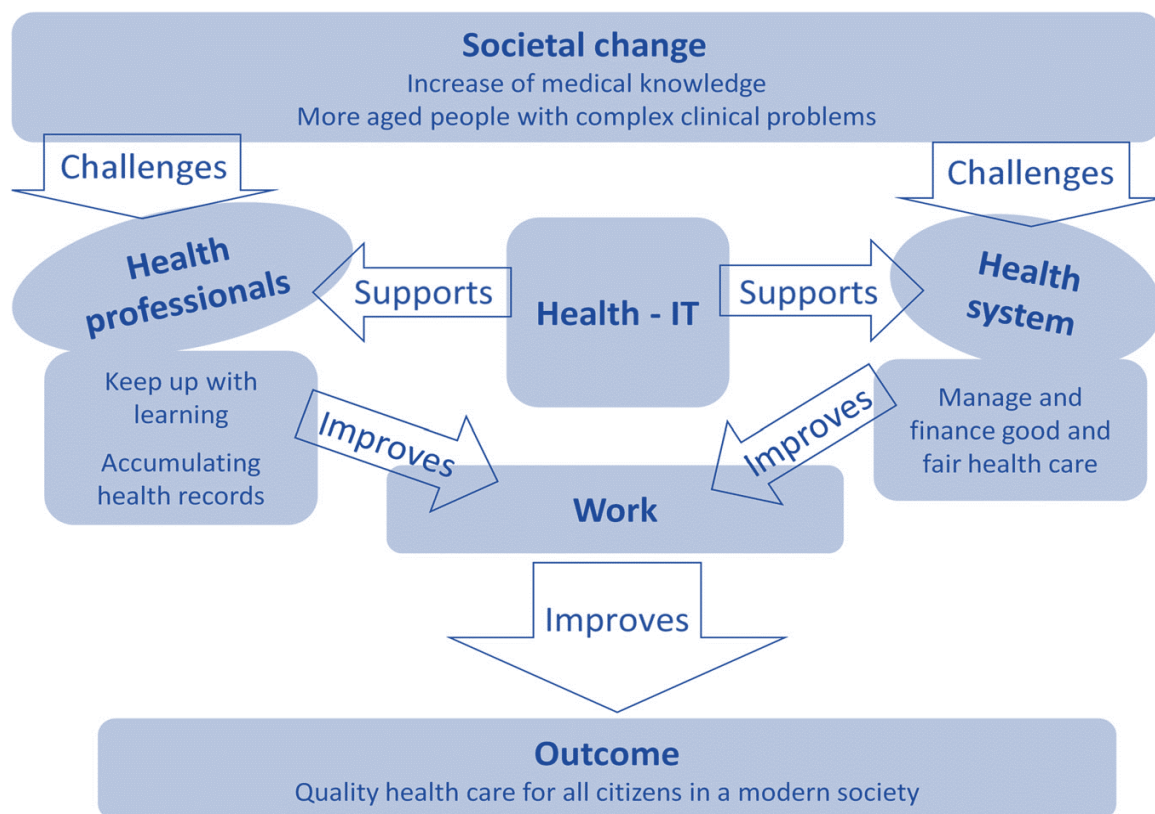 Societal change
Increase of medical knowledge
More aged people with complex clinical problems
Challenges
Challenges
Health
professionals
Supports
Health - IT
Supports
Health
system
Keep up with
learning
Accumulating
health records
Improves
Improves
Manage and
finance good and
fair health care
Work
Improves
Outcome
Quality health care for all citizens in a modern society